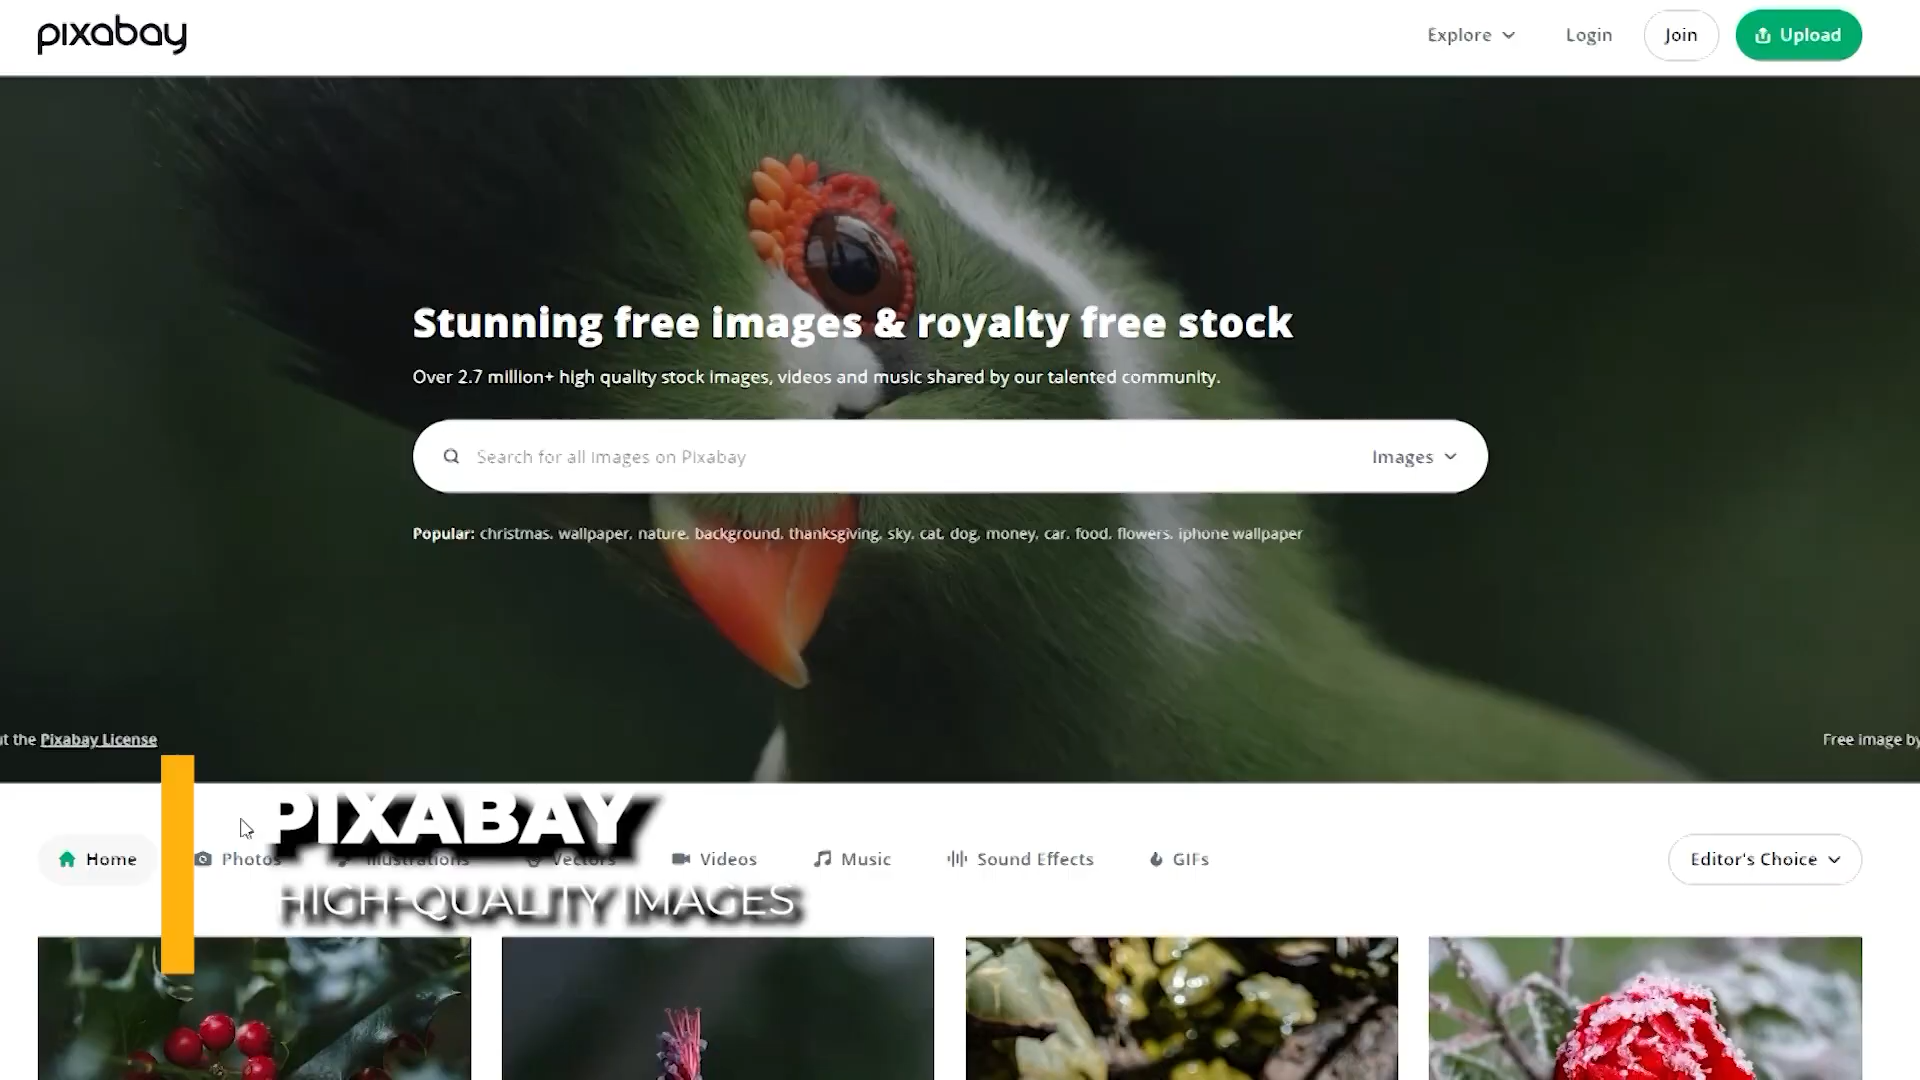 pixabay
Explore
Login
Join
Upload
Stunning free images & royalty free stock
Over 2.7 million+ high quality stock images, videos and music shared by our talented community.
Search for all images on Pixabay
Images
Popular: christmas, wallpaper, nature, background, thanksgiving, sky, cat, dog, money, car, food, flowers, iphone wallpaper
the Pixabay License
Free image by
PIXABAY
Home
Photos
Illustrations
Vectors
Videos
Music
Sound Effects
GIFs
Editor's Choice
HIGH-QUALITY IMAGES